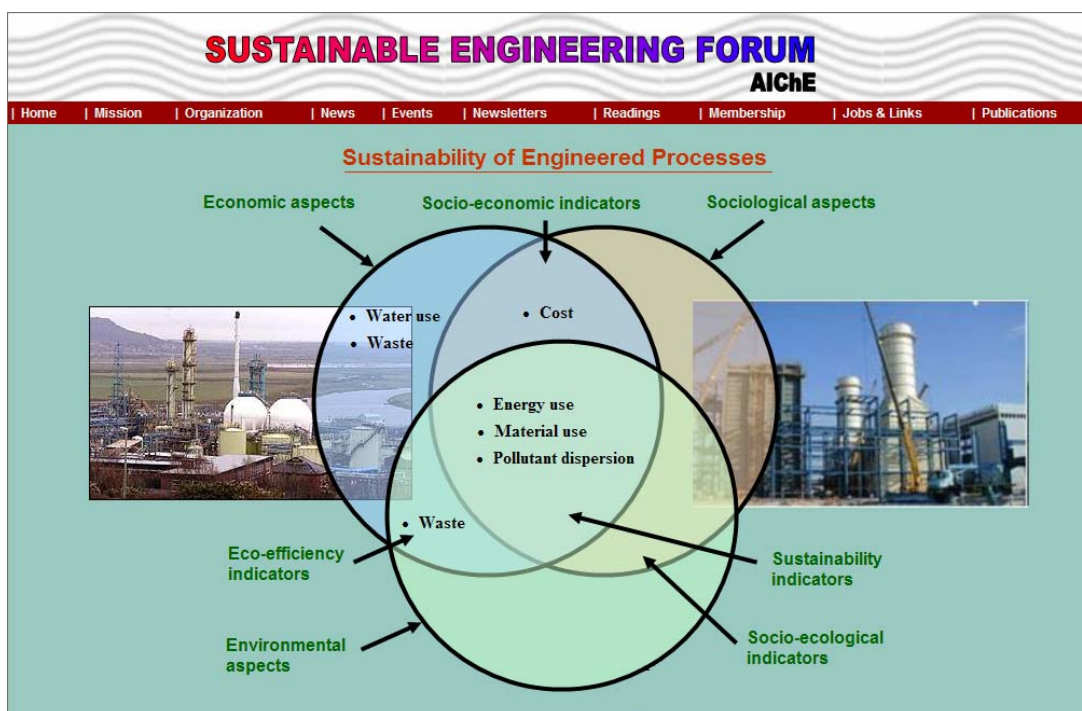 SUSTAINABLE ENGINEERING FORUM
AIChE
| Home | Mission | Organization | News | Events | Newsletters | Readings | Membership | Jobs & Links | Publications
Sustainability of Engineered Processes
Economic aspects
Socio-economic indicators
Sociological aspects
• Water use
• Waste
• Cost
• Energy use
• Material use
• Pollutant dispersion
• Waste
Eco-efficiency
indicators
Sustainability
indicators
Environmental
aspects
Socio-ecological
indicators